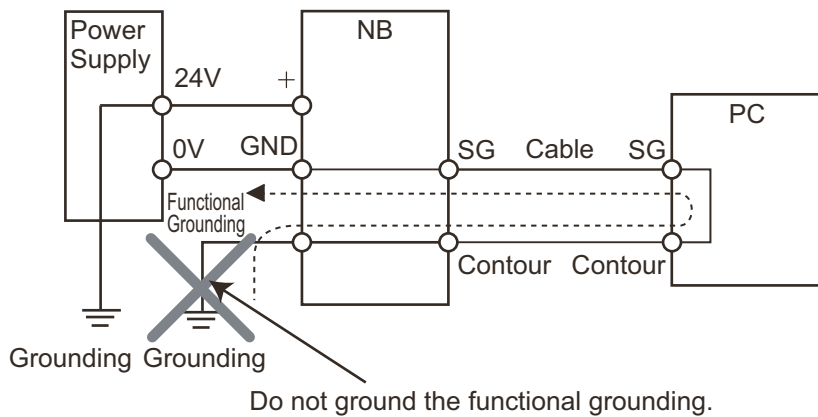 Power
Supply
24V
+
NB
PC
0V
GND
SG
Cable
SG
Functional
Grounding
Contour
Contour
Grounding
Grounding
Do not ground the functional grounding.